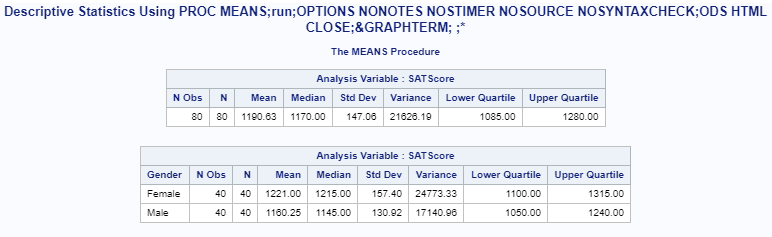 Descriptive Statistics Using PROC MEANS;run;OPTIONS NONOTES NOSTIMER NOSOURCE NOSYNTAXCHECK;ODS HTML
CLOSE;&GRAPHTERM; ;*
The MEANS Procedure
Analysis Variable : SATScore
N Obs N Mean Median Std Dev Variance Lower Quartile Upper Quartile
80 80 1190.63 1170.00 147.06 21626.19 1085.00 1280.00
Analysis Variable : SATScore
Gender N Obs N Mean Median Std Dev Variance Lower Quartile Upper Quartile
Female 40 40 1221.00 1215.00 157.40 24773.33 1100.00 1315.00
Male 40 40 1160.25 1145.00 130.92 17140.96 1050.00 1240.00